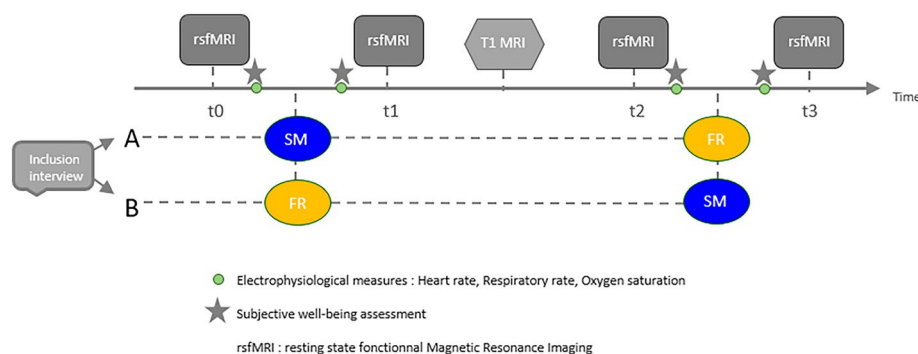 rsfMRI
rsfMRI
T1 MRI
rsfMRI
rsfMRI
Time
t0
t1
t2
t3
Inclusion
interview
A
SM
FR
B
FR
SM
Electrophysiological measures : Heart rate, Respiratory rate, Oxygen saturation
Subjective well-being assessment
rsfMRI : resting state fonctionnal Magnetic Resonance Imaging